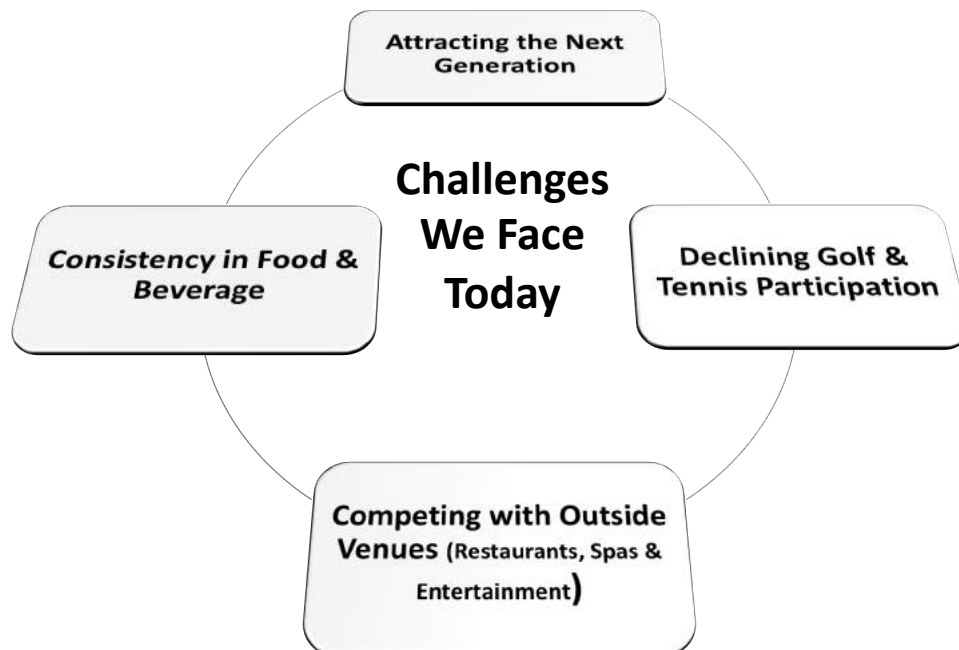 Attracting the Next
Generation
Challenges
We Face
Today
Consistency in Food &
Beverage
Declining Golf &
Tennis Participation
Competing with Outside
Venues (Restaurants, Spas &
Entertainment)